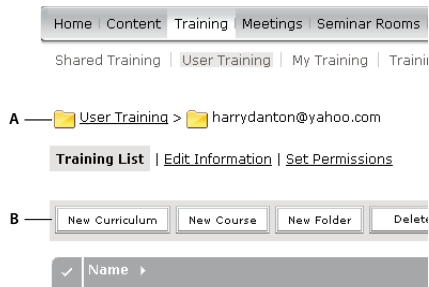 Home Content Training Meetings Seminar Rooms
Shared Training | User Training | My Training |
A User Training > harrydanton@yahoo.com
Training List | Edit Information | Set Permissions
B New Curriculum New Course New Folder Delete
Name